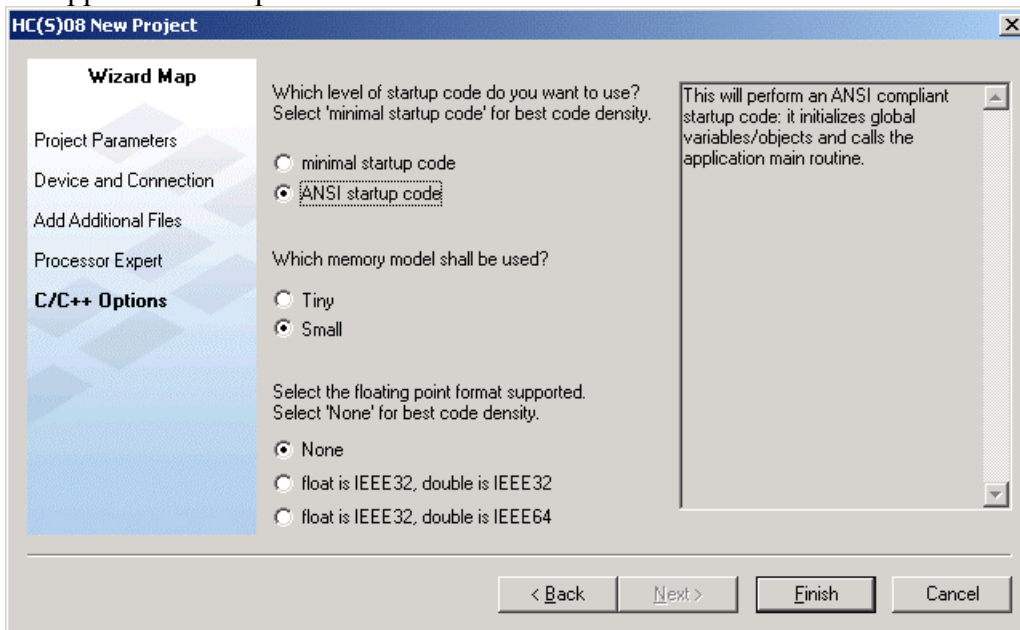 HC(S)08 New Project
Wizard Map
Project Parameters
Device and Connection
Add Additional Files
Processor Expert
C/C++ Options
Which level of startup code do you want to use?
Select 'minimal startup code' for best code density.
minimal startup code
ANSI startup code
Which memory model shall be used?
Tiny
Small
Select the floating point format supported.
Select 'None' for best code density.
None
float is IEEE32, double is IEEE32
float is IEEE32, double is IEEE64
This will perform an ANSI compliant
startup code: it initializes global
variables/objects and calls the
application main routine.
< Back
Next >
Finish
Cancel